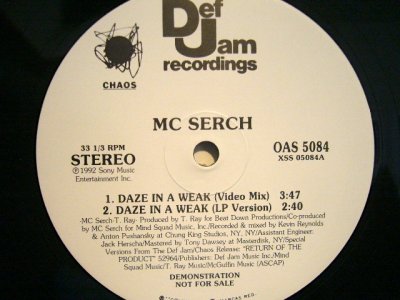 Def
Jam
recordings
CHAOS
MC SERCH
33 1/3 RPM
STEREO
℗1992 Sony Music
Entertainment Inc.
OAS 5084
XSS 05084A
1. DAZE IN A WEAK (Video Mix) 3:47
2. DAZE IN A WEAK (LP Version) 2:40
-MC Serch-T. Ray- Produced by T. Ray for Beat Down Productions/Co-produced
by MC Serch for Mind Squad Music, Inc./Recorded & mixed by Kevin Reynolds
& Anton Pushansky at Chung King Studios, NY, NY/Assistant Engineer:
Jack Hersca/Mastered by Tony Dawsey at Masterdisk, NY/Special
Versions From The Def Jam/Chaos, Release: "RETURN OF THE
PRODUCT" 52964/Publishers: Def Jam Music Inc./Mind
Squad Music/T. Ray Music/McGuffin Music (ASCAP)
DEMONSTRATION
NOT FOR SALE